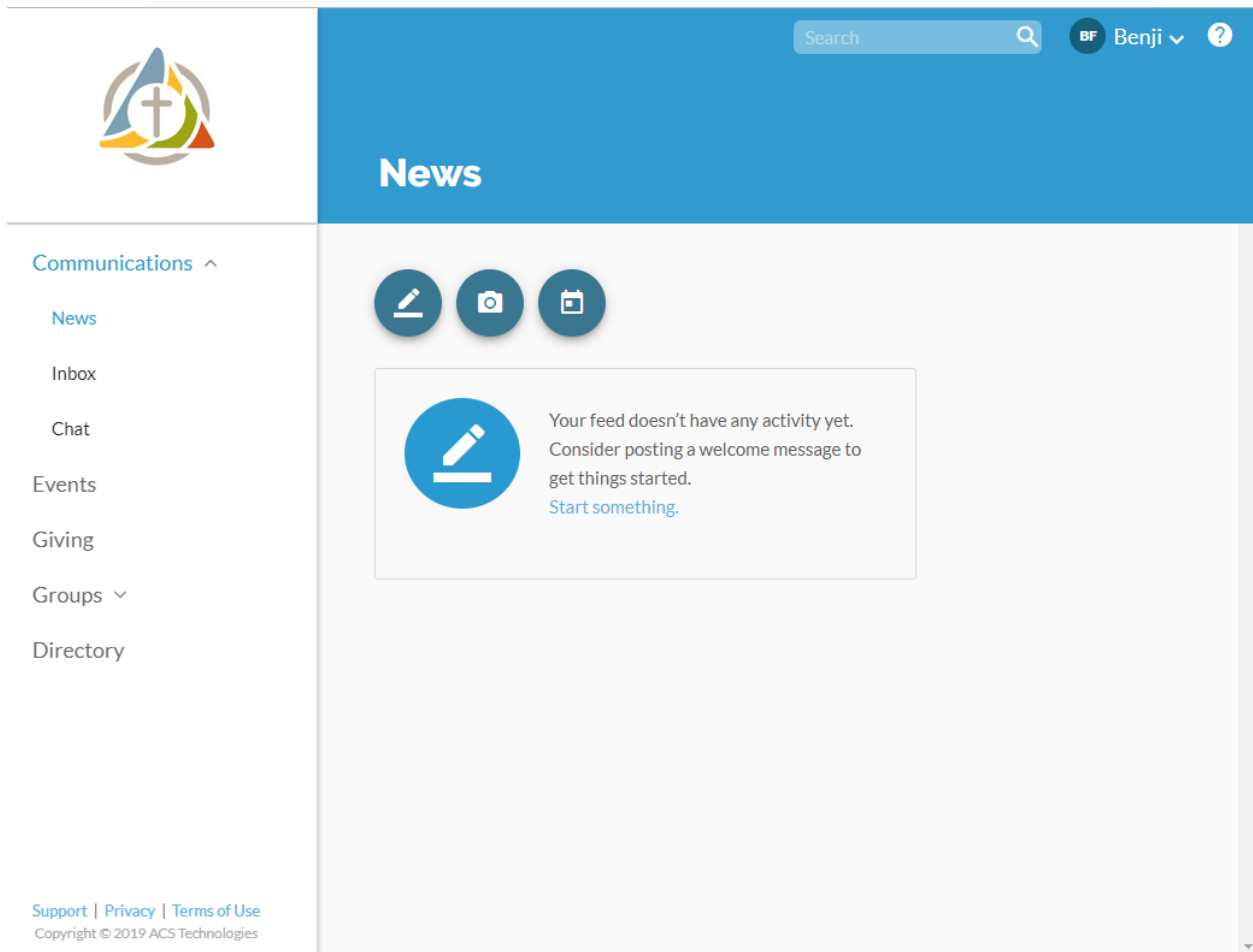 Search
BF Benji
?
News
Communications
News
Inbox
Chat
Events
Giving
Groups
Directory
Your feed doesn't have any activity yet.
Consider posting a welcome message to
get things started.
Start something.
Support | Privacy | Terms of Use
Copyright © 2019 ACS Technologies